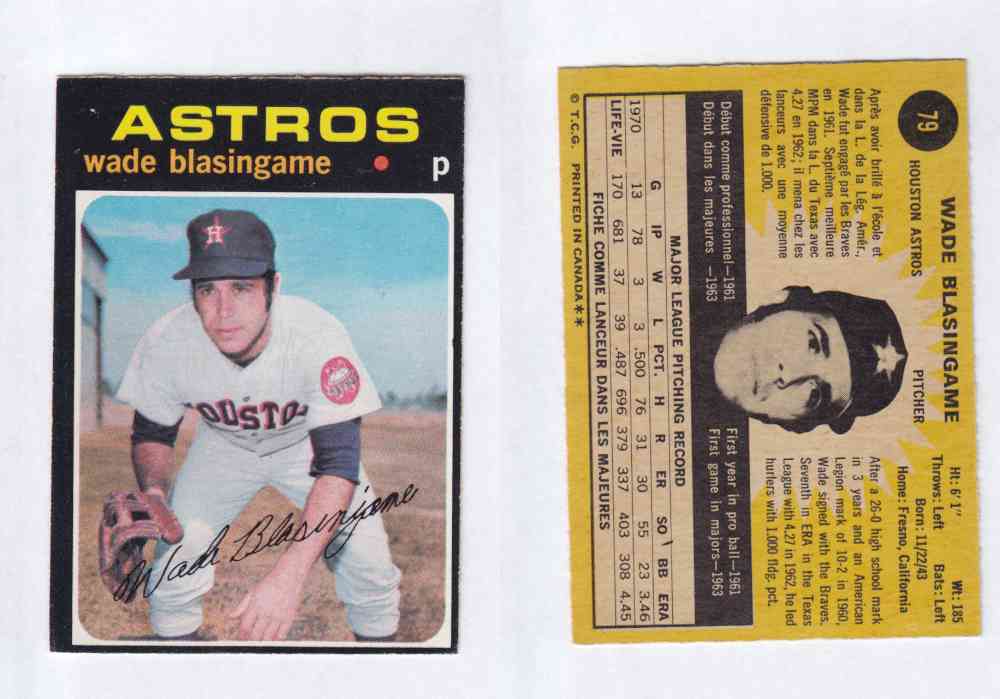 ASTROS
wade blasingame • p
H
HOUSTON
Wade Blasingame
79
WADE BLASINGAME
HOUSTON ASTROS PITCHER
Ht: 6'1" Wt: 185
Throws: Left Bats: Left
Born: 11/22/43
Home: Fresno, California
Après avoir brillé à l'école et
dans la L. de la Lég. Amér.,
Wade fut engagé par les Braves
en 1961. Septième meilleure
MPM dans la L. du Texas avec
4.27 en 1962; il mena chez les
lanceurs avec une moyenne
défensive de 1.000.
After a 26-0 high school mark
in 3 years and an American
Legion mark of 10-2 in 1960,
Wade signed with the Braves.
Seventh in ERA in the Texas
League with 4.27 in 1962, he led
hurlers with 1.000 fldg. pct.
Début comme professionnel—1961
Début dans les majeures —1963
First year in pro ball—1961
First game in majors—1963
MAJOR LEAGUE PITCHING RECORD
G IP W L PCT. H R ER SO BB ERA
1970 13 78 3 3 .500 76 31 30 55 23 3.46
LIFE-VIE 170 681 37 39 .487 696 379 337 403 308 4.45
FICHE COMME LANCEUR DANS LES MAJEURES
© T.C.G. PRINTED IN CANADA**